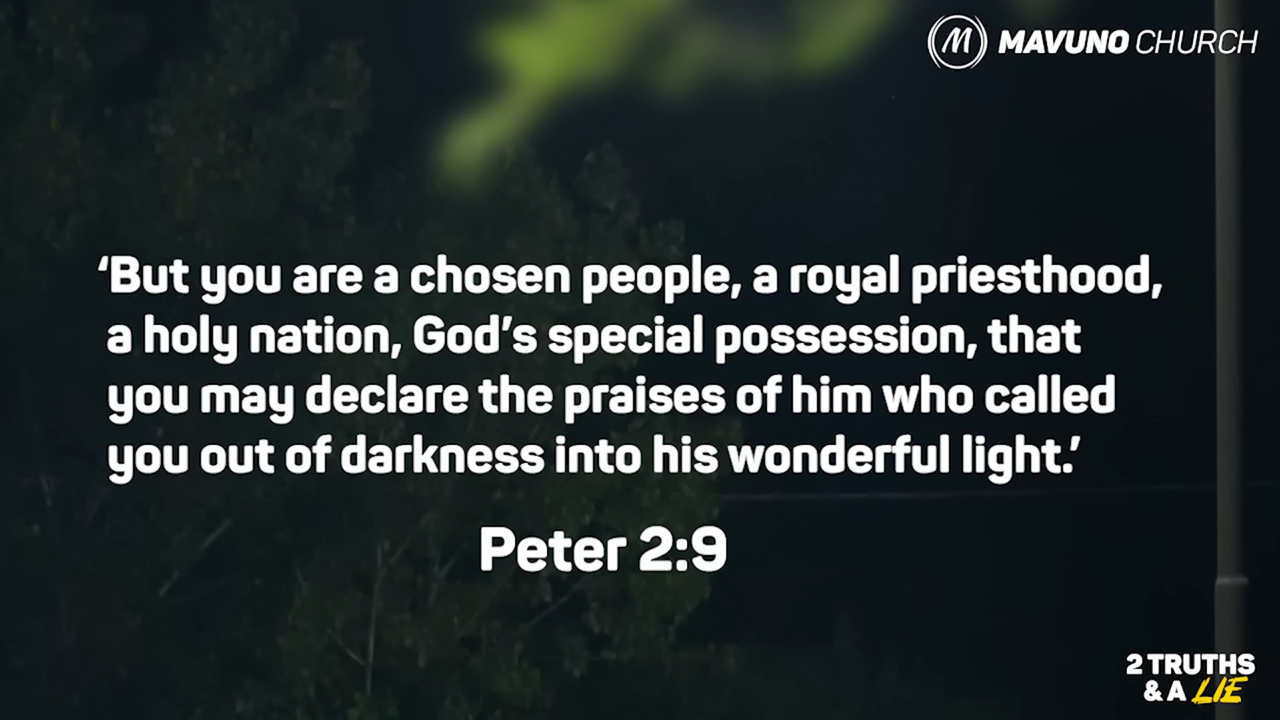 MAVUNO CHURCH
‘But you are a chosen people, a royal priesthood,
a holy nation, God’s special possession, that
you may declare the praises of him who called
you out of darkness into his wonderful light.’
Peter 2:9
2 TRUTHS
& A LIE